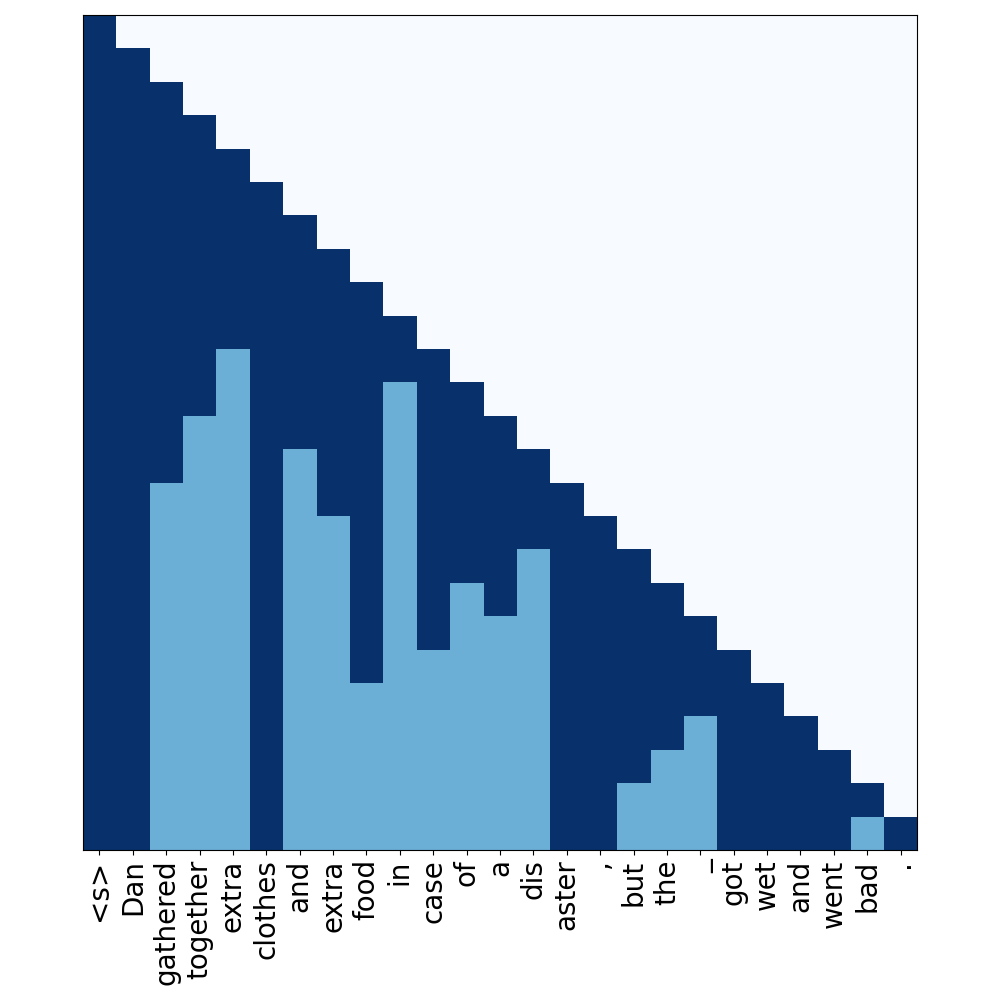 <s> Dan gathered together extra clothes and extra food in case of a dis aster , but the _ got wet and went bad .